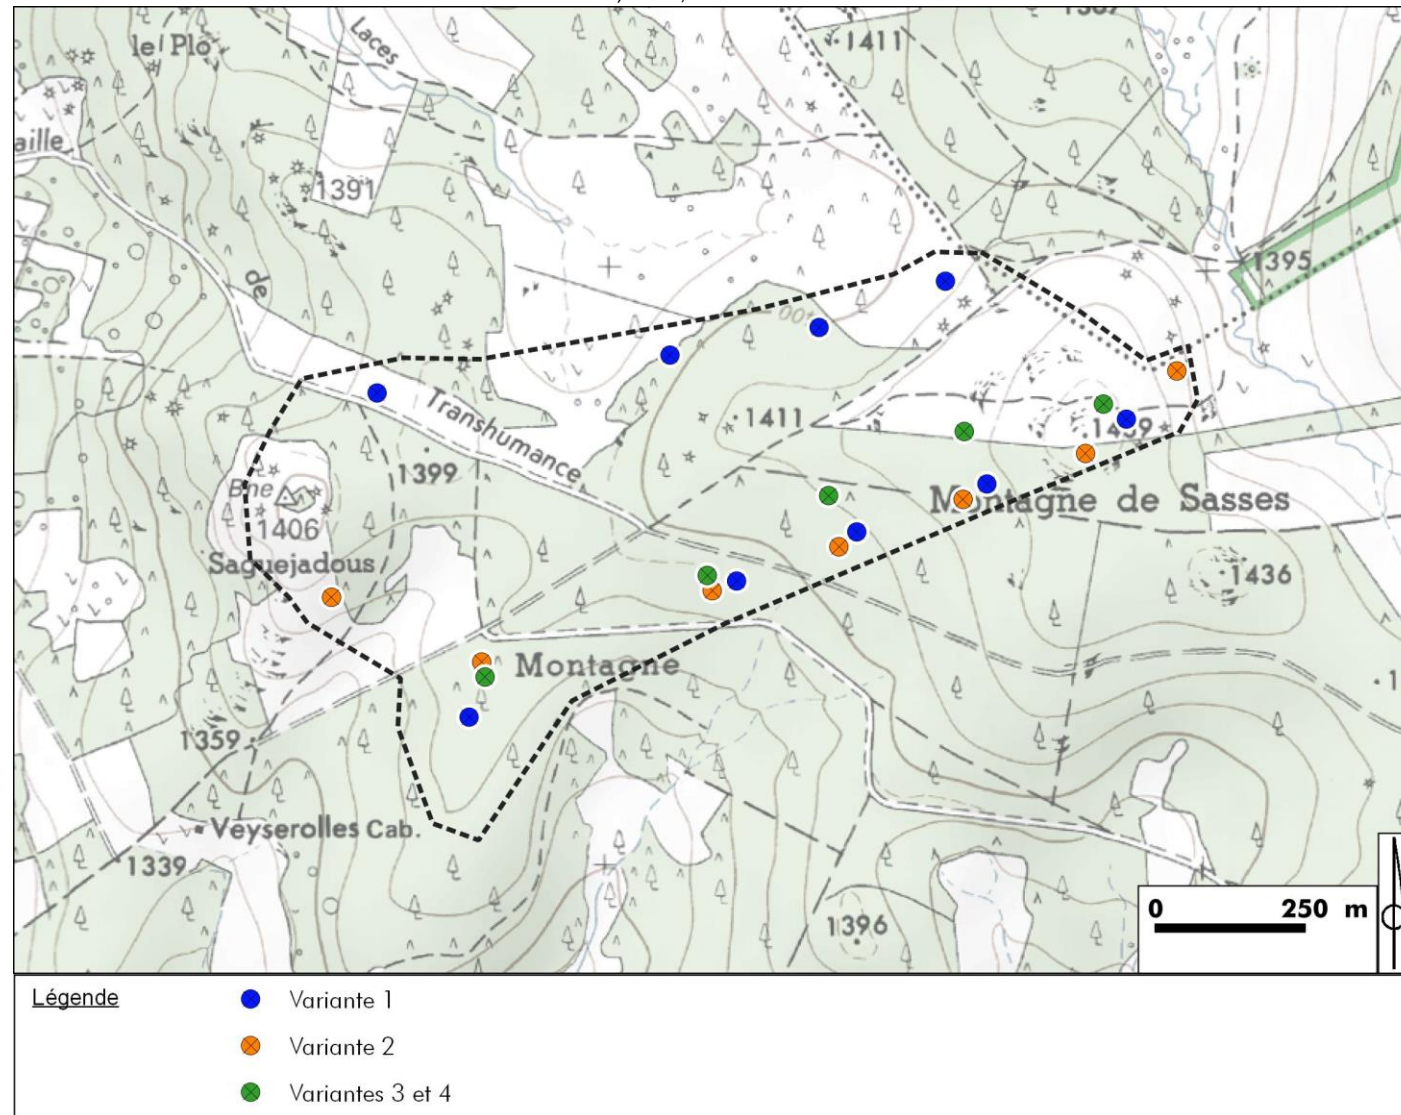 le Plo
Laces
1411
aille
1391
de
1395
Transhumance
1411
1399
1439
Bne
1406
Montagne de Sasses
Saguejadous
1436
Montagne
1359
Veyserolles Cab.
1339
1396
0 250 m
Légende
Variante 1
Variante 2
Variantes 3 et 4